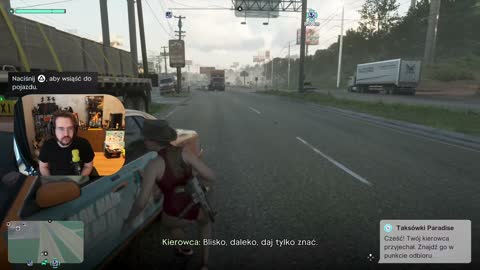 Naciśnij Ⓐ, aby wsiąść do
pojazdu.
Kierowca: Blisko, daleko, daj tylko znać.
Taksówki Paradise
Cześć! Twój kierowca
przyjechał. Znajdź go w
punkcie odbioru.